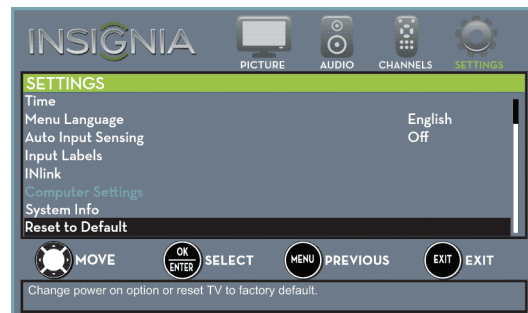 INSIGNIA
PICTURE AUDIO CHANNELS SETTINGS
SETTINGS
Time
Menu Language English
Auto Input Sensing Off
Input Labels
INlink
Computer Settings
System Info
Reset to Default
MOVE OK ENTER SELECT MENU PREVIOUS EXIT EXIT
Change power on option or reset TV to factory default.